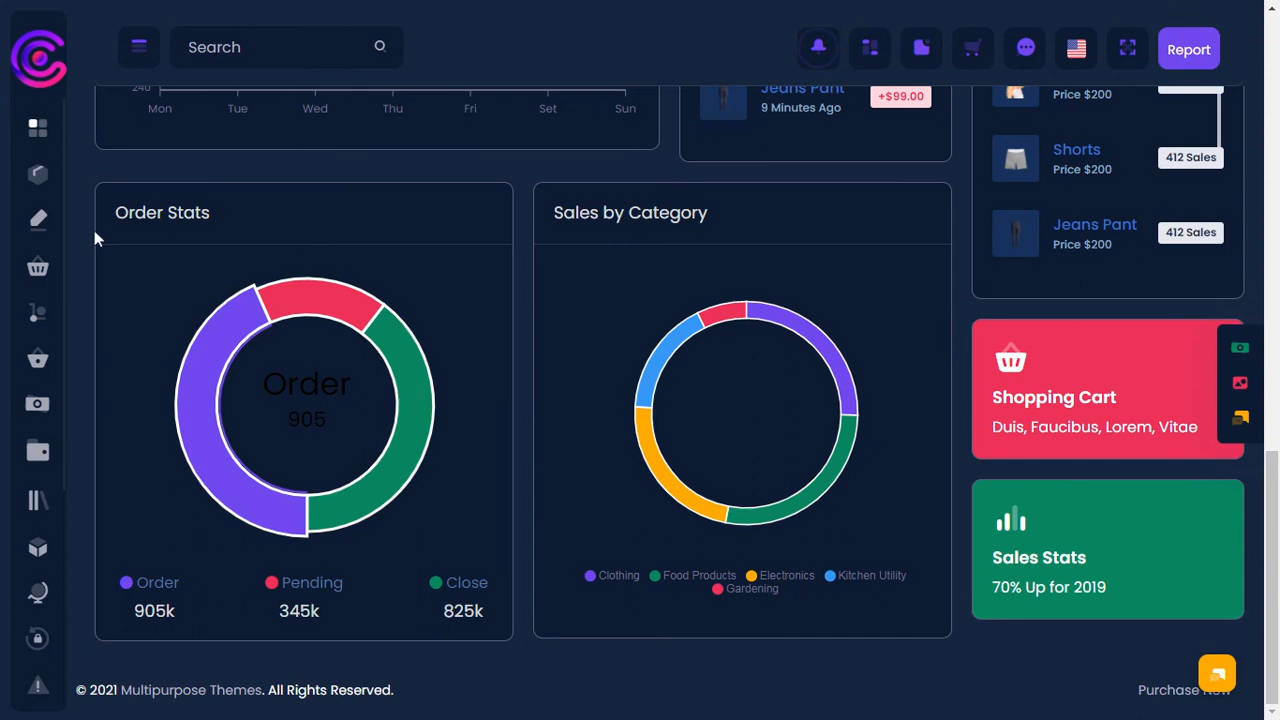 Search
Report
240
Mon Tue Wed Thu Fri Set Sun
Jeans Pant
9 Minutes Ago
+$99.00
Price $200
Shorts
Price $200
412 Sales
Jeans Pant
Price $200
412 Sales
Order Stats
Order
905
Order Pending Close
905k 345k 825k
Sales by Category
Clothing Food Products Electronics Kitchen Utility
Gardening
Shopping Cart
Duis, Faucibus, Lorem, Vitae
Sales Stats
70% Up for 2019
© 2021 Multipurpose Themes. All Rights Reserved.
Purchase